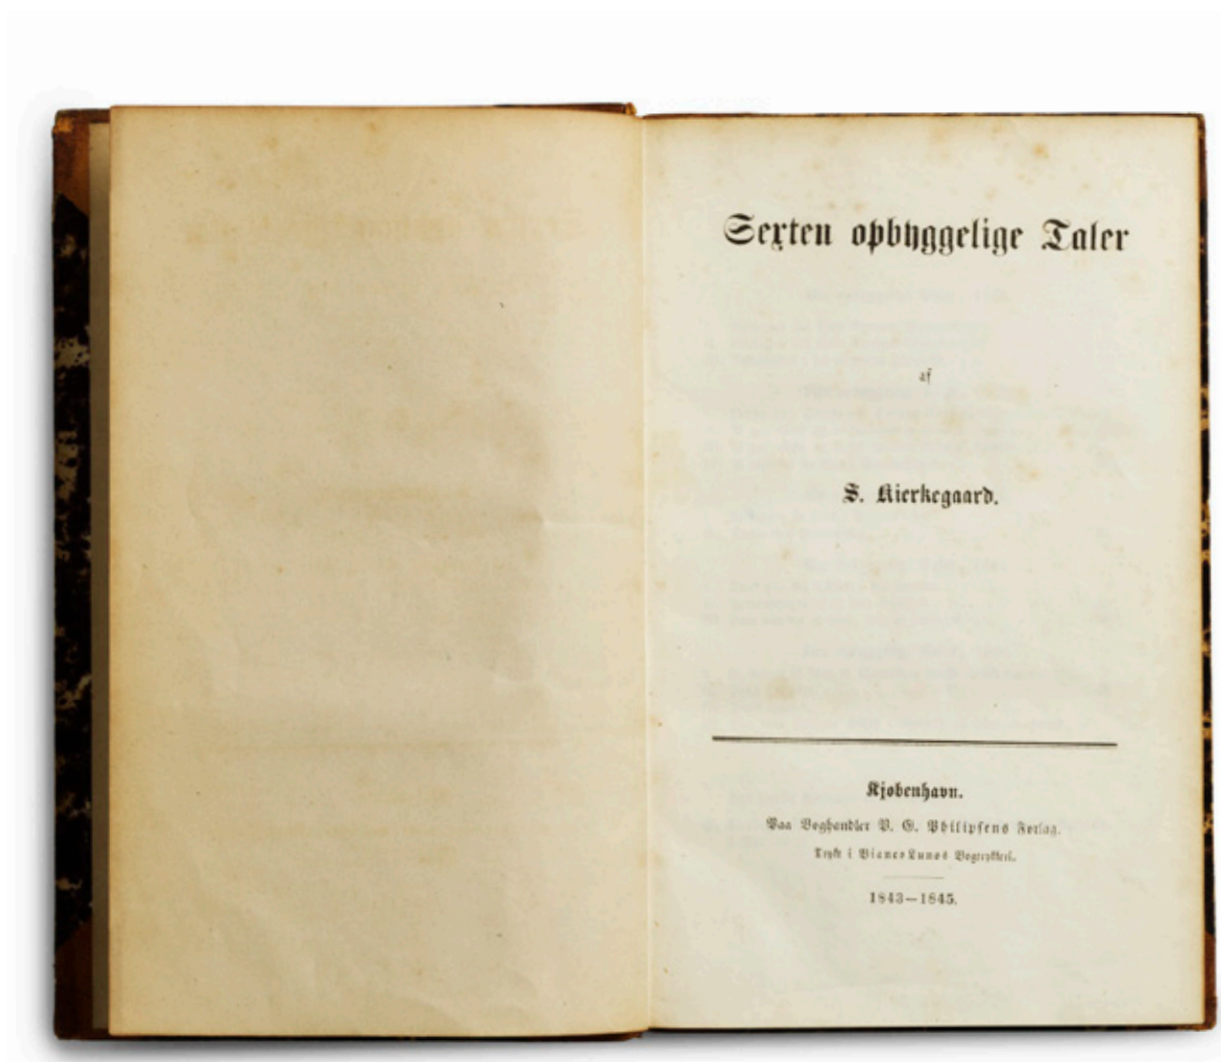 Sexten opbyggelige Taler
af
S. Kierkegaard.
Kjøbenhavn.
Paa Boghandler P. G. Philipsens Forlag.
Trykt i Bianco Lunos Bogtrykkeri.
1843—1845.